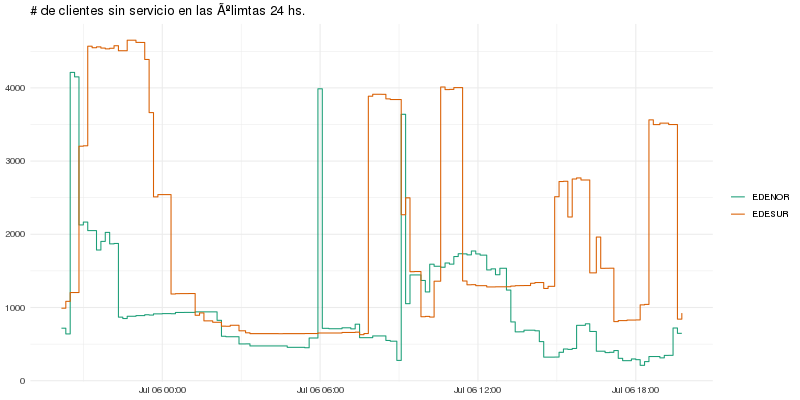 # de clientes sin servicio en las Ãºlimtas 24 hs.
4000
3000
2000
1000
0
Jul 06 00:00
Jul 06 06:00
Jul 06 12:00
Jul 06 18:00
EDENOR
EDESUR